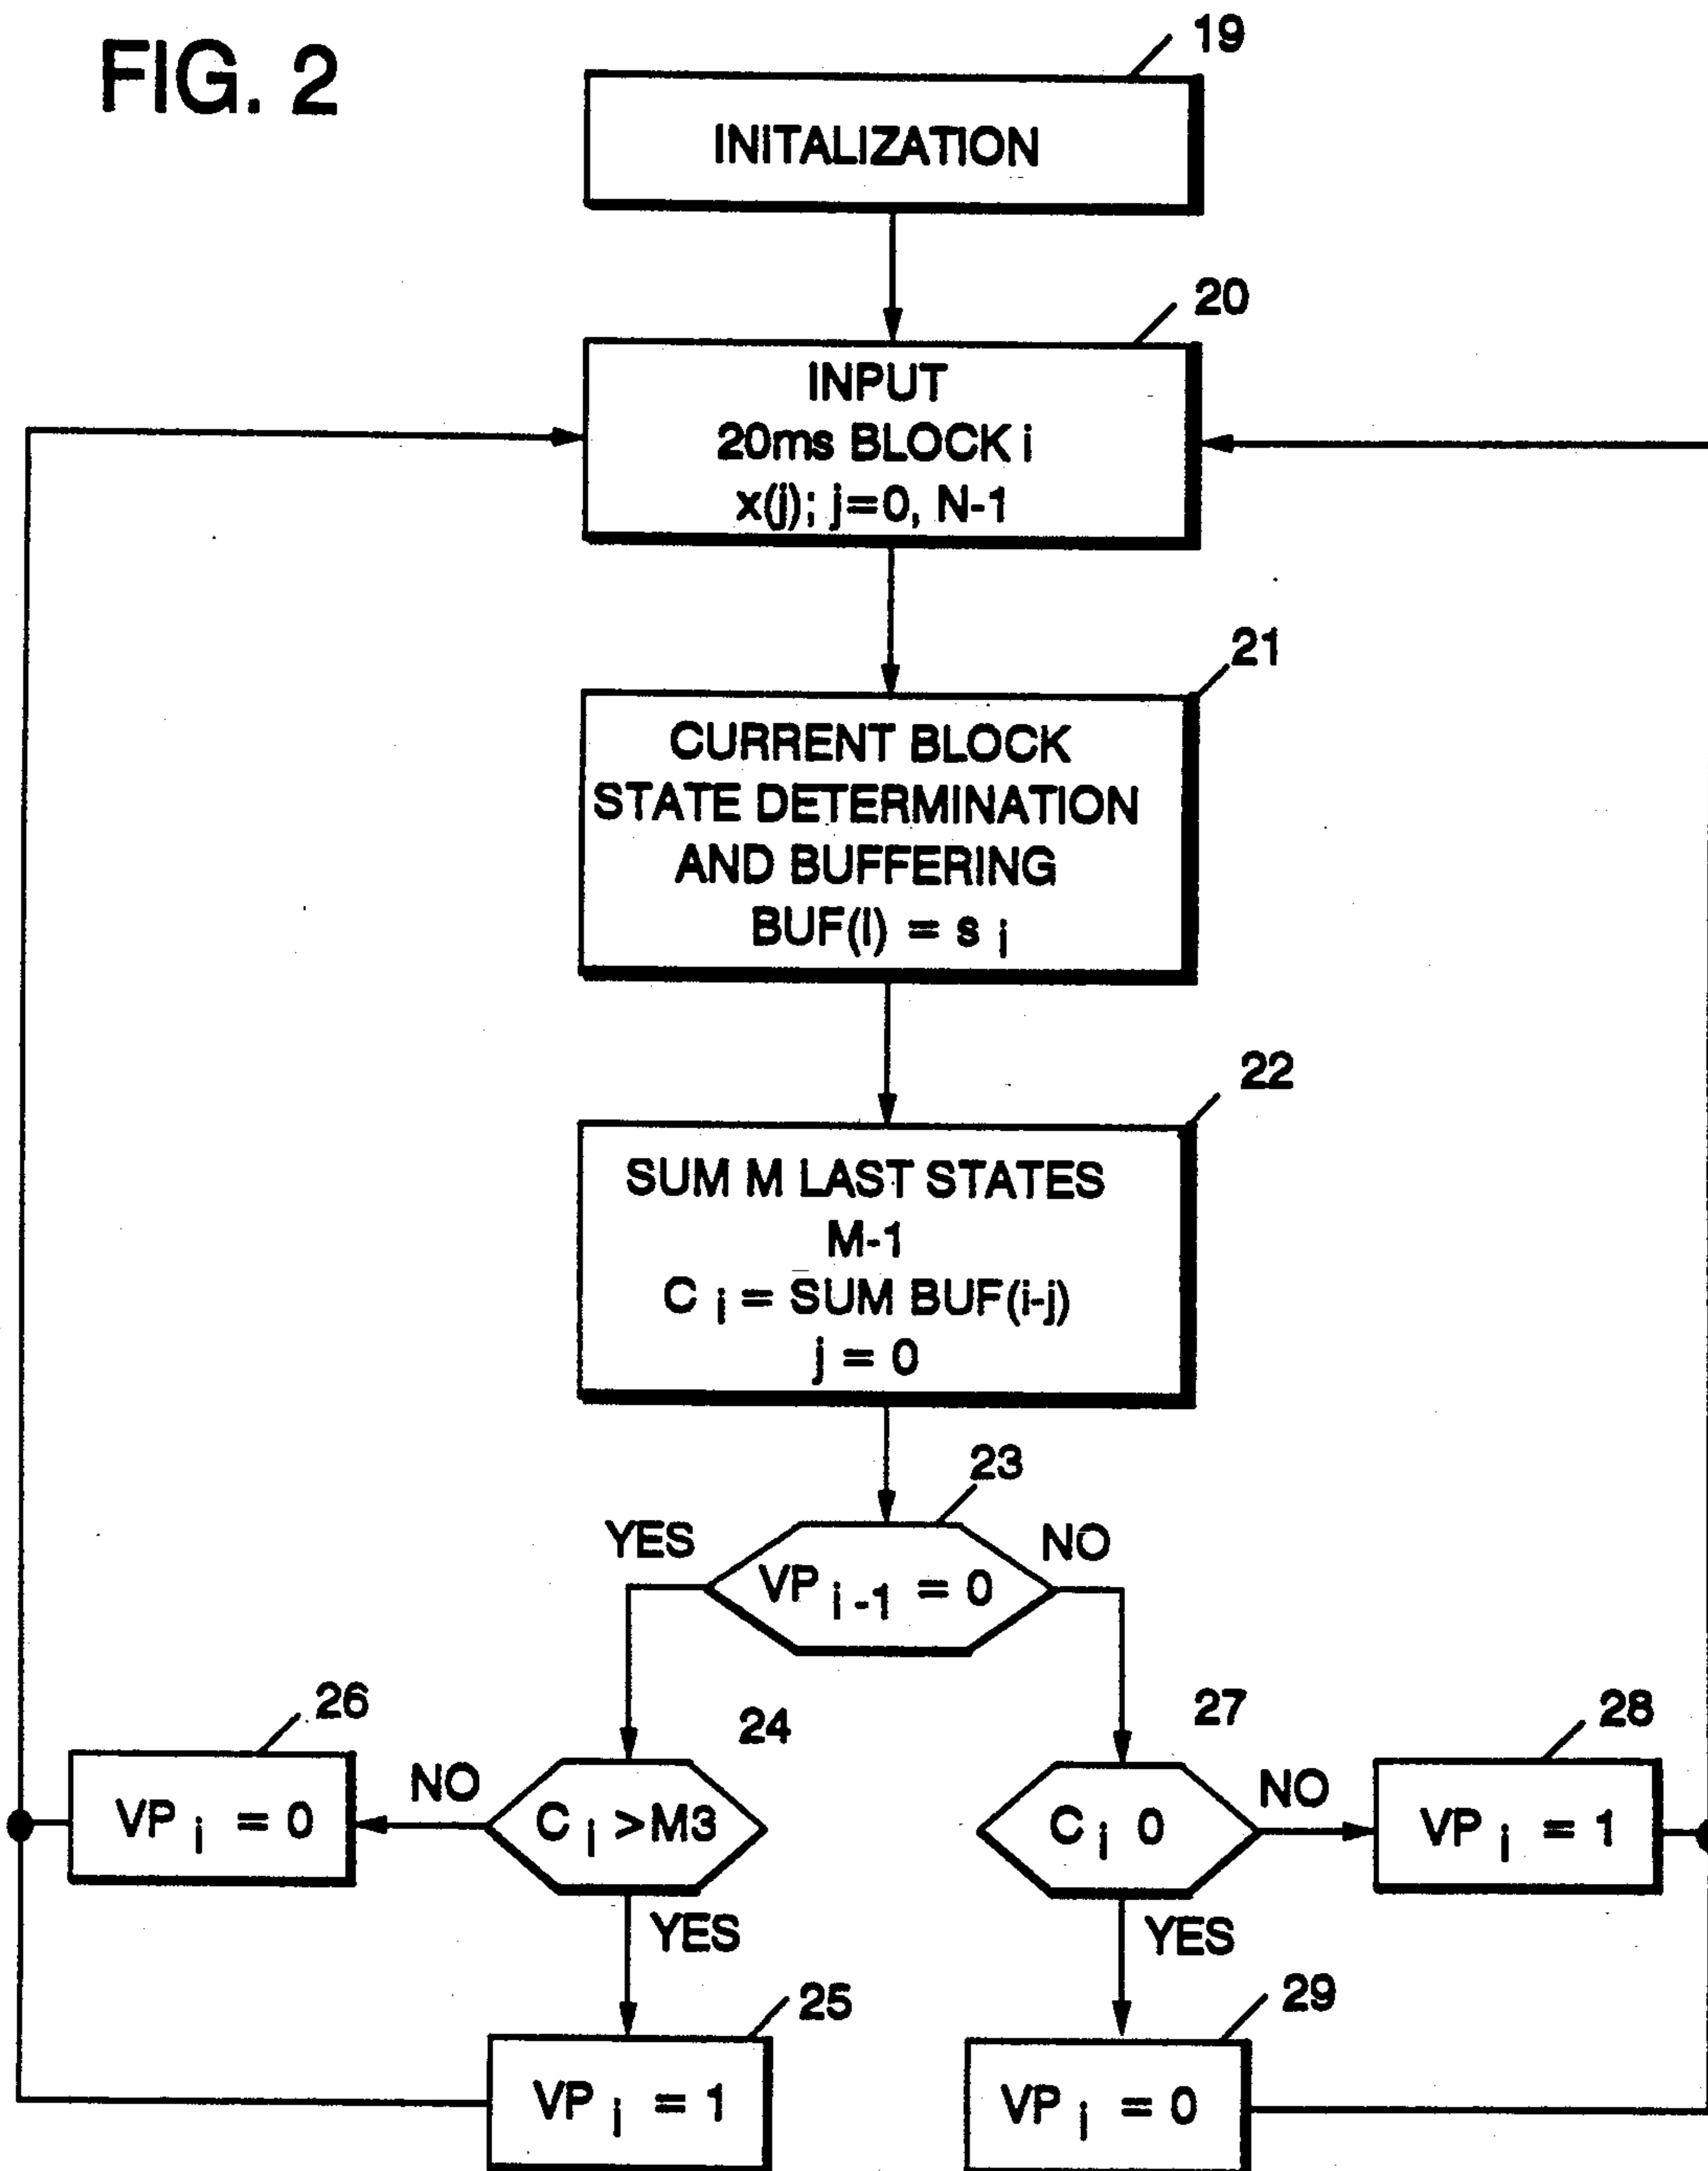 FIG. 2
19
INITALIZATION
20
INPUT
20ms BLOCK i
x(j); j=0, N-1
21
CURRENT BLOCK
STATE DETERMINATION
AND BUFFERING
BUF(I) = s i
22
SUM M LAST STATES
M-1
C i = SUM BUF(i-j)
j = 0
23
YES
NO
VP i-1 = 0
26
24
27
28
VP i = 0
NO
C i >M3
C i 0
NO
VP i = 1
YES
YES
25
29
VP i = 1
VP i = 0